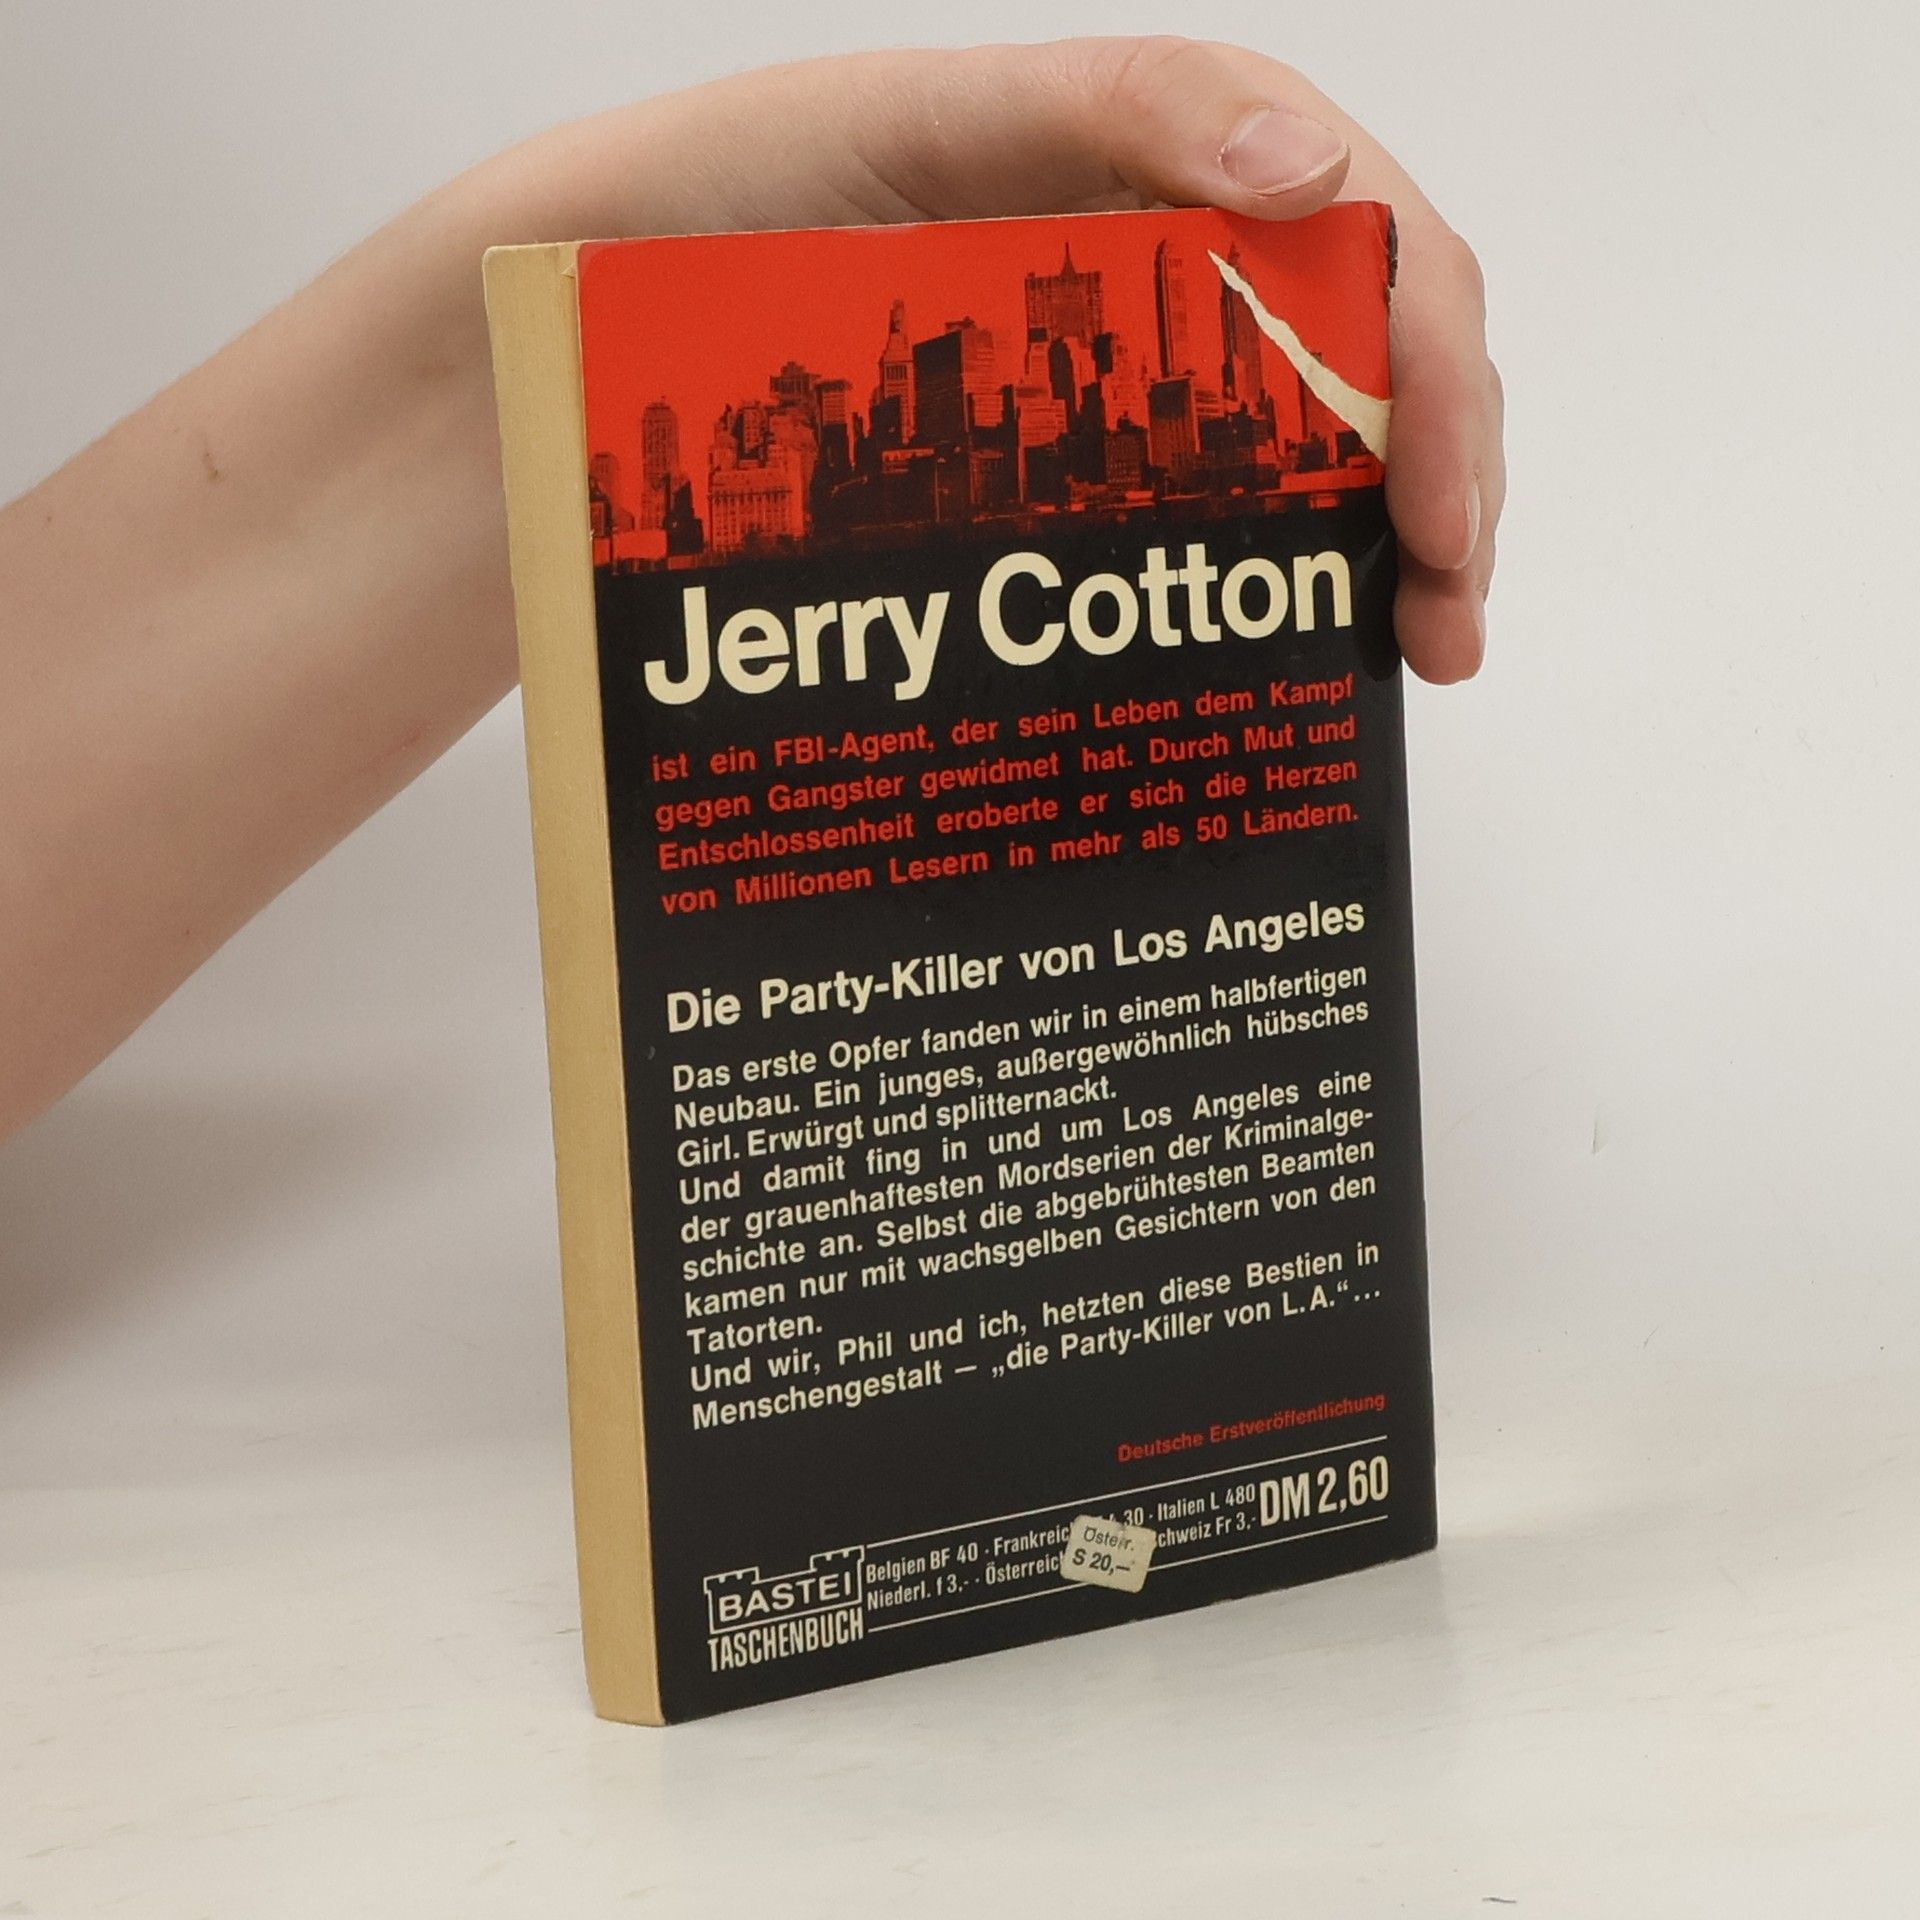 Jerry Cotton
ist ein FBI-Agent, der sein Leben dem Kampf
gegen Gangster gewidmet hat. Durch Mut und
Entschlossenheit eroberte er sich die Herzen
von Millionen Lesern in mehr als 50 Ländern.
Die Party-Killer von Los Angeles
Das erste Opfer fanden wir in einem halbfertigen
Neubau. Ein junges, außergewöhnlich hübsches
Girl. Erwürgt und splitternackt.
Und damit fing in und um Los Angeles eine
der grauenhaftesten Mordserien der Kriminalge-
schichte an. Selbst die abgebrühtesten Beamten
kamen nur mit wachsgelben Gesichtern von den
Tatorten.
Und wir, Phil und ich, hetzten diese Bestien in
Menschengestalt – „die Party-Killer von L.A.“...
Deutsche Erstveröffentlichung
BASTEI
TASCHENBUCH
Belgien BF 40 · Frankreic 30 · Italien L 480
Niederl. f 3,- · Österreic chweiz Fr 3.-
Österr.
S 20,—
DM 2,60